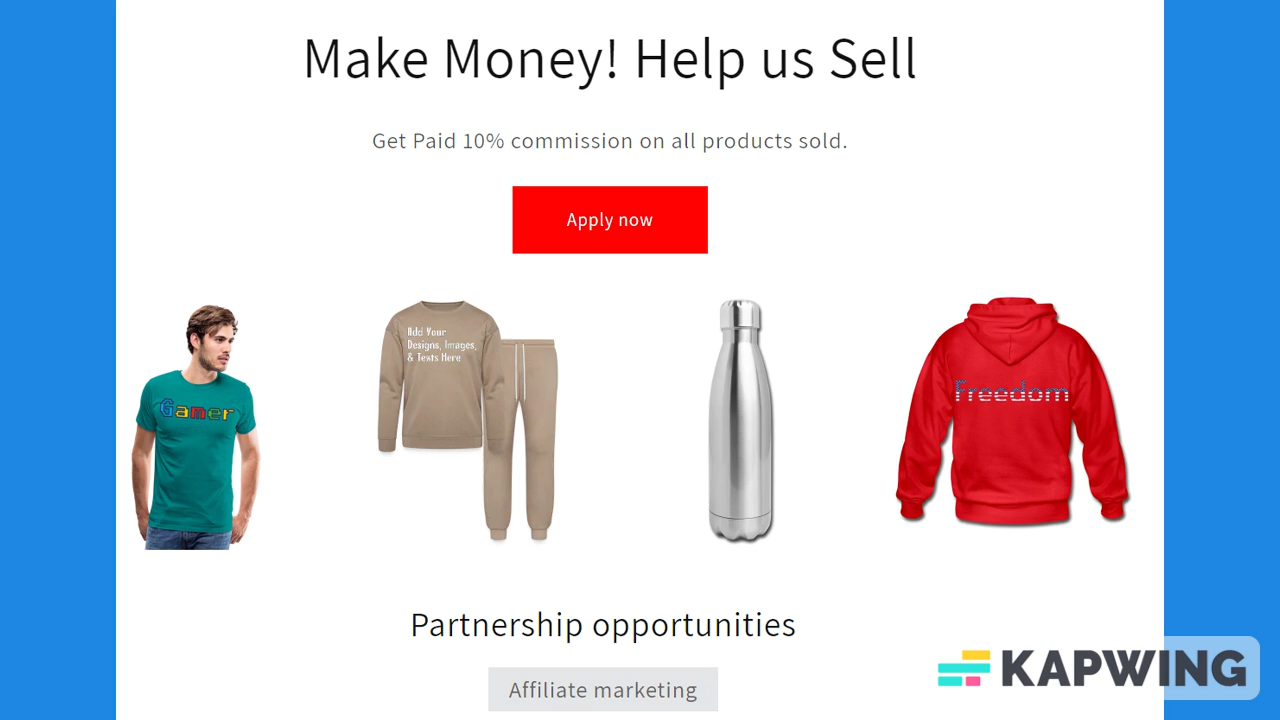 Make Money! Help us Sell
Get Paid 10% commission on all products sold.
Apply now
Gamer
Add Your
Designs, Images,
& Texts Here
Freedom
Partnership opportunities
Affiliate marketing
KAPWING